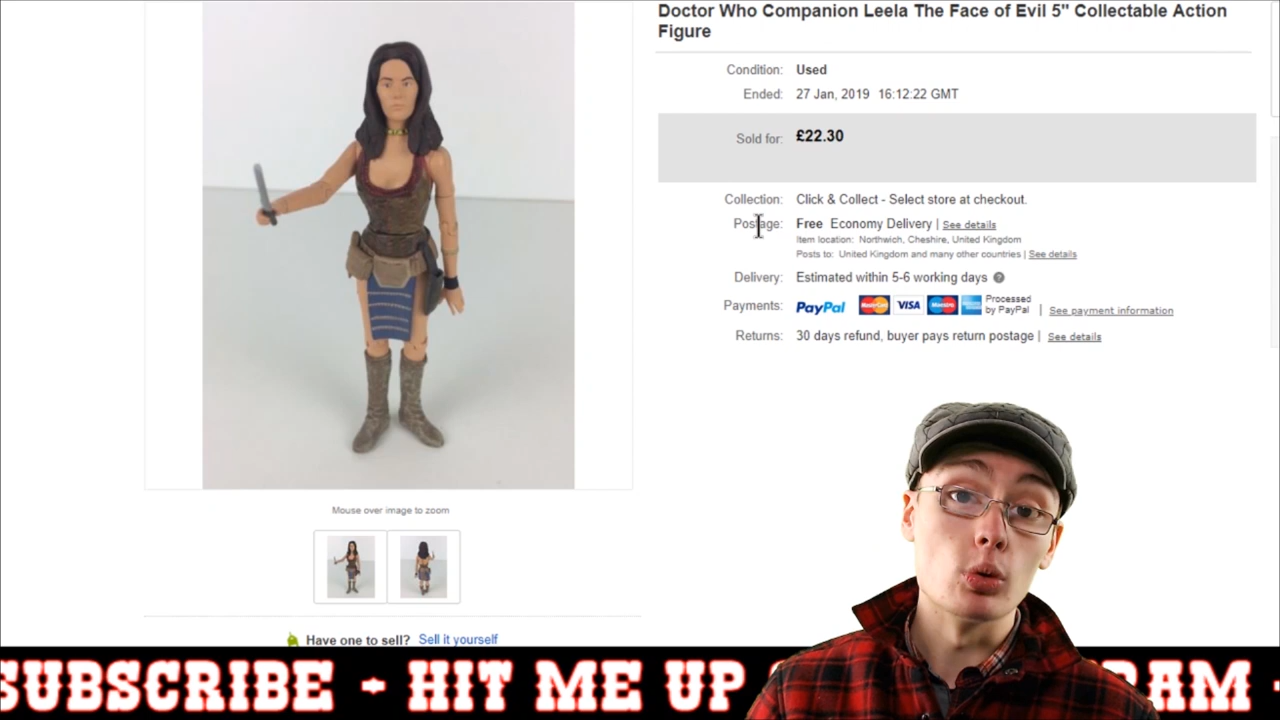 Doctor Who Companion Leela The Face of Evil 5" Collectable Action
Figure
Condition: Used
Ended: 27 Jan, 2019 16:12:22 GMT
Sold for: £22.30
Collection: Click & Collect - Select store at checkout.
Postage: Free Economy Delivery | See details
Item location: Northwich, Cheshire, United Kingdom
Posts to: United Kingdom and many other countries | See details
Delivery: Estimated within 5-6 working days ?
Payments: PayPal MasterCard VISA Maestro Processed
by PayPal | See payment information
Returns: 30 days refund, buyer pays return postage | See details
Mouse over image to zoom
Have one to sell? Sell it yourself
SUBSCRIBE - HIT ME UP